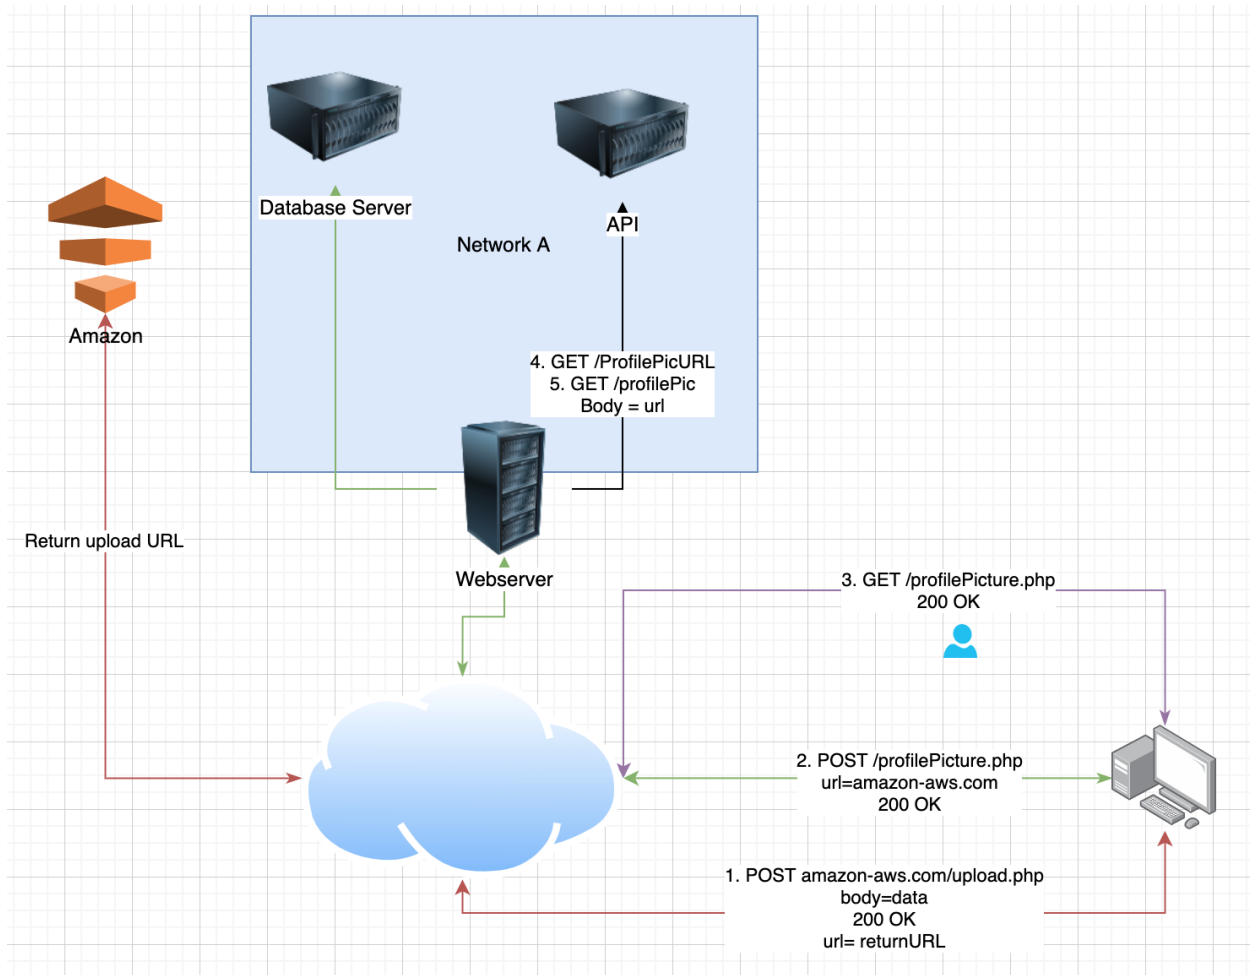 Database Server
API
Network A
Amazon
4. GET /ProfilePicURL
5. GET /profilePic
Body = url
Return upload URL
Webserver
3. GET /profilePicture.php
200 OK
2. POST /profilePicture.php
url=amazon-aws.com
200 OK
1. POST amazon-aws.com/upload.php
body=data
200 OK
url= returnURL